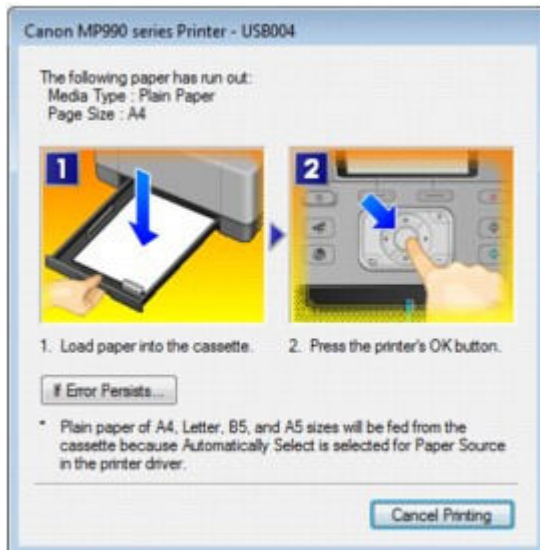 Canon MP990 series Printer - USB004
The following paper has run out:
Media Type : Plain Paper
Page Size : A4
1
2
1. Load paper into the cassette.
2. Press the printer's OK button.
If Error Persists...
* Plain paper of A4, Letter, B5, and A5 sizes will be fed from the
cassette because Automatically Select is selected for Paper Source
in the printer driver.
Cancel Printing